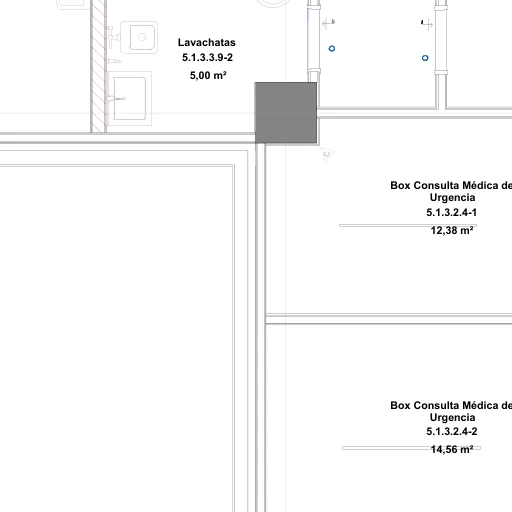 Lavachatas
5.1.3.3.9-2
5,00 m²
Box Consulta Médica de
Urgencia
5.1.3.2.4-1
12,38 m²
Box Consulta Médica de
Urgencia
5.1.3.2.4-2
14,56 m²